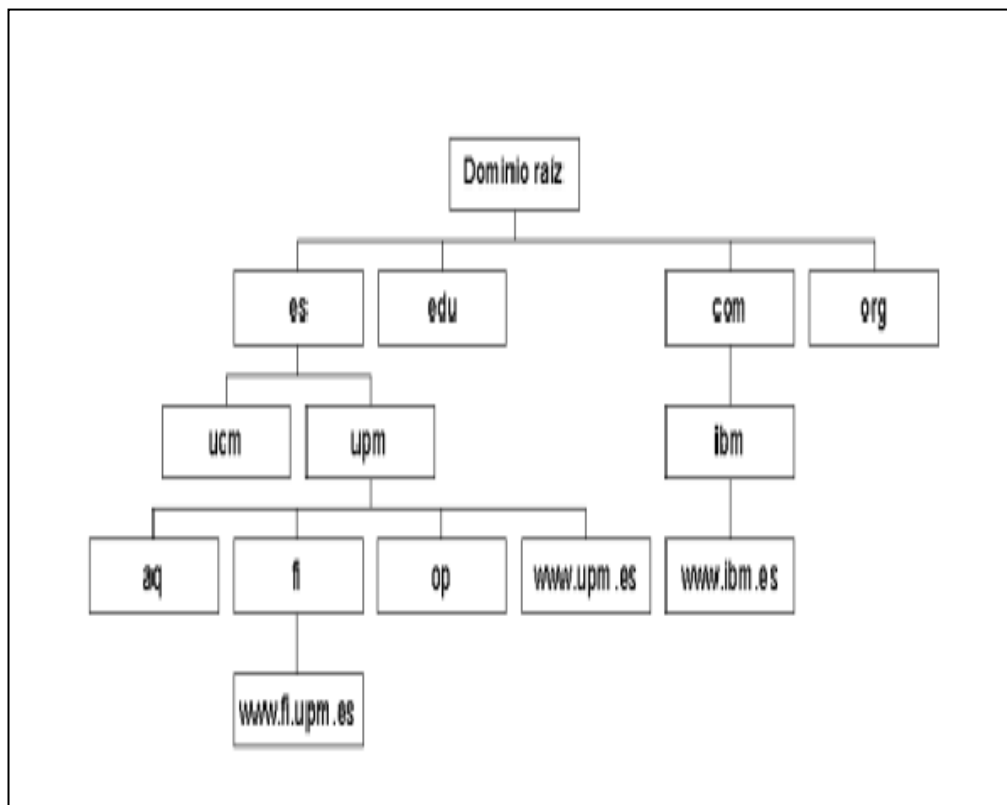 Dominio raíz
es
edu
com
org
ucm
upm
ibm
aq
fi
op
www.upm.es
www.ibm.es
www.fi.upm.es